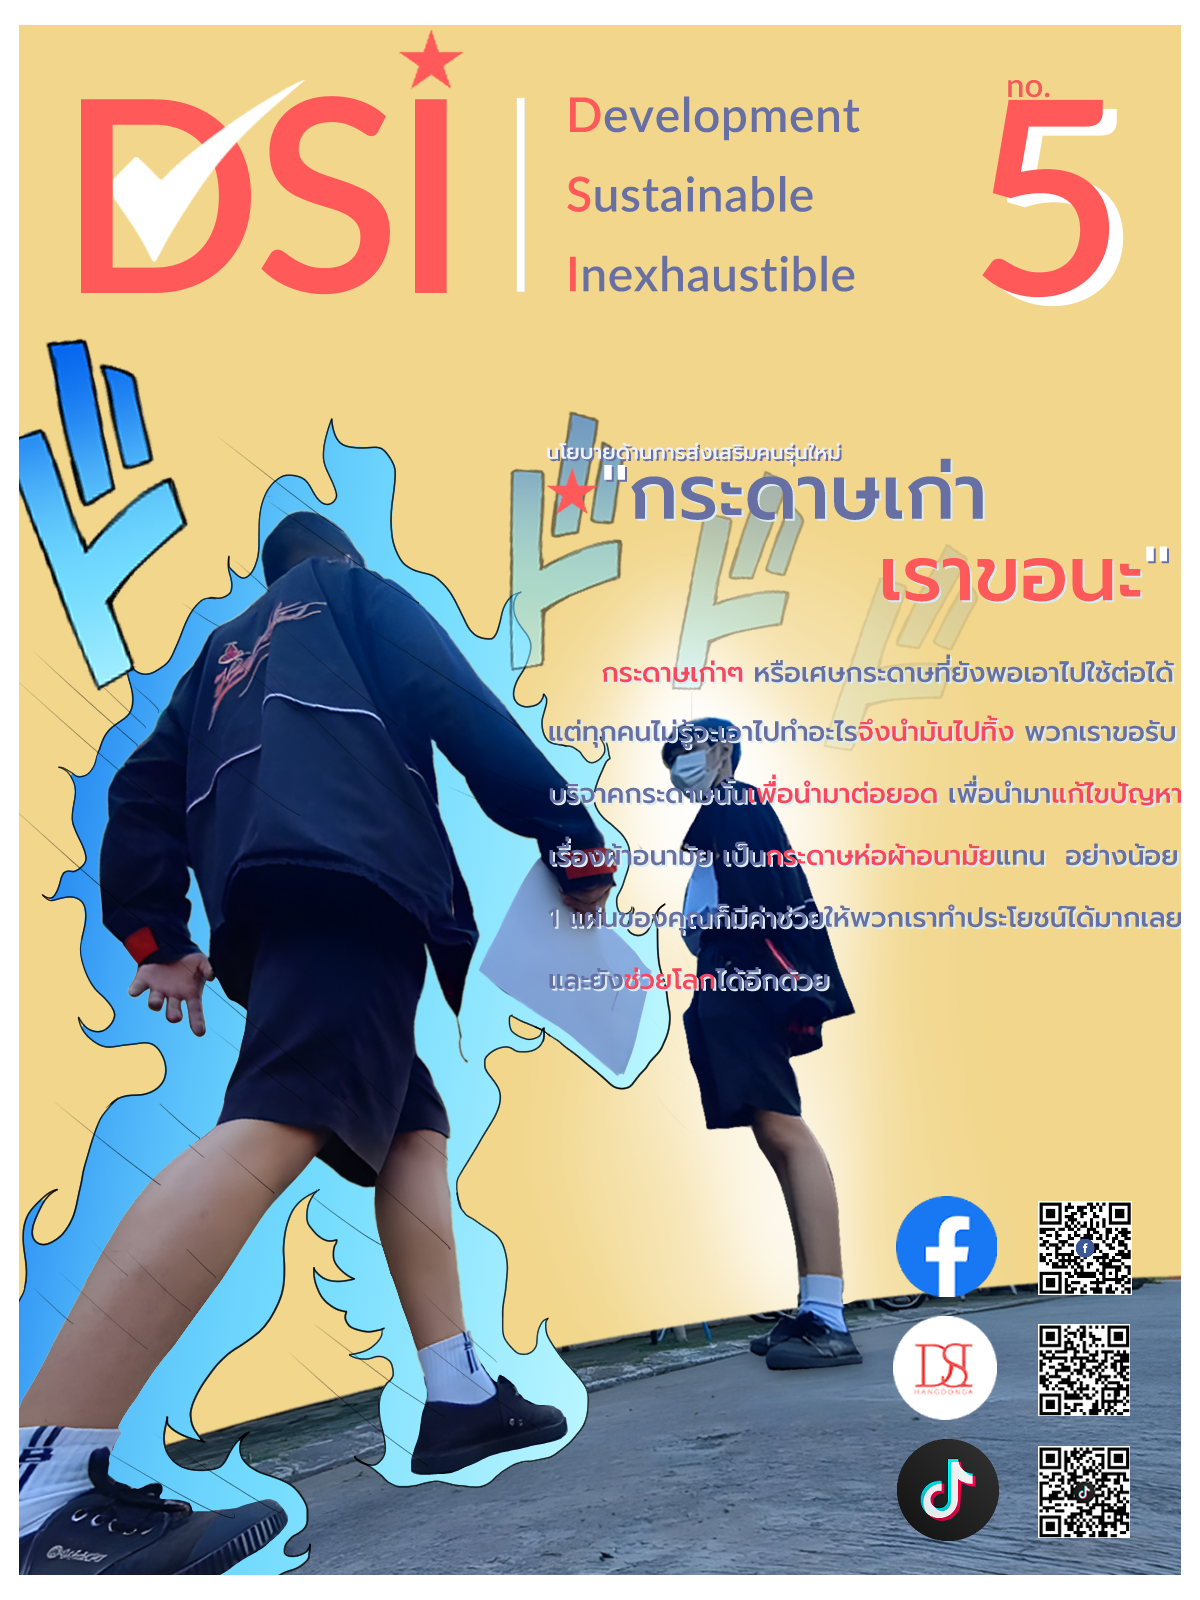 DSI
Development
Sustainable
Inexhaustible
no.
5
ド
ド
ド
ド
นโยบายด้านการส่งเสริมคนรุ่นใหม่
"กระดาษเก่า
เราขอนะ"
กระดาษเก่าๆ หรือเศษกระดาษที่ยังพอเอาไปใช้ต่อได้
แต่ทุกคนไม่รู้จะเอาไปทำอะไรจึงนำมันไปทิ้ง พวกเราขอรับ
บริจาคกระดาษนั้นเพื่อนำมาต่อยอด เพื่อนำมาแก้ไขปัญหา
เรื่องผ้าอนามัย เป็นกระดาษห่อผ้าอนามัยแทน อย่างน้อย
1 แผ่นของคุณก็มีค่าช่วยให้พวกเราทำประโยชน์ได้มากเลย
และยังช่วยโลกได้อีกด้วย
DSI
HANGDONGA